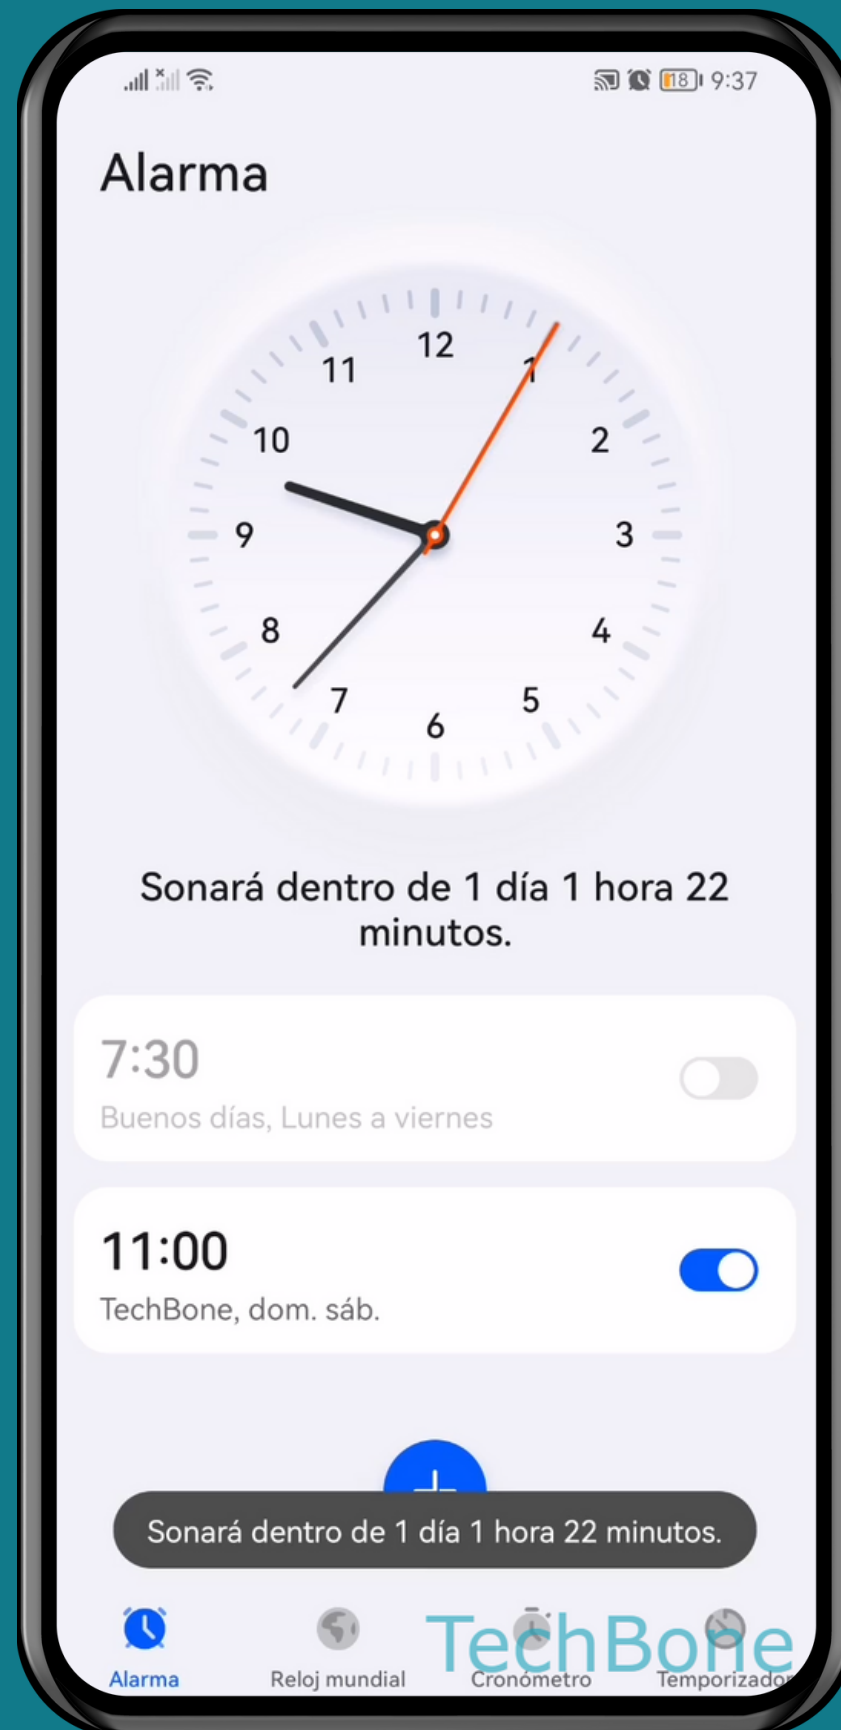 18 9:37
Alarma
12
11
1
10
2
9
3
8
4
7
5
6
Sonará dentro de 1 día 1 hora 22
minutos.
7:30
Buenos días, Lunes a viernes
11:00
TechBone, dom. sáb.
Sonará dentro de 1 día 1 hora 22 minutos.
TechBone
Alarma
Reloj mundial
Cronómetro
Temporizador